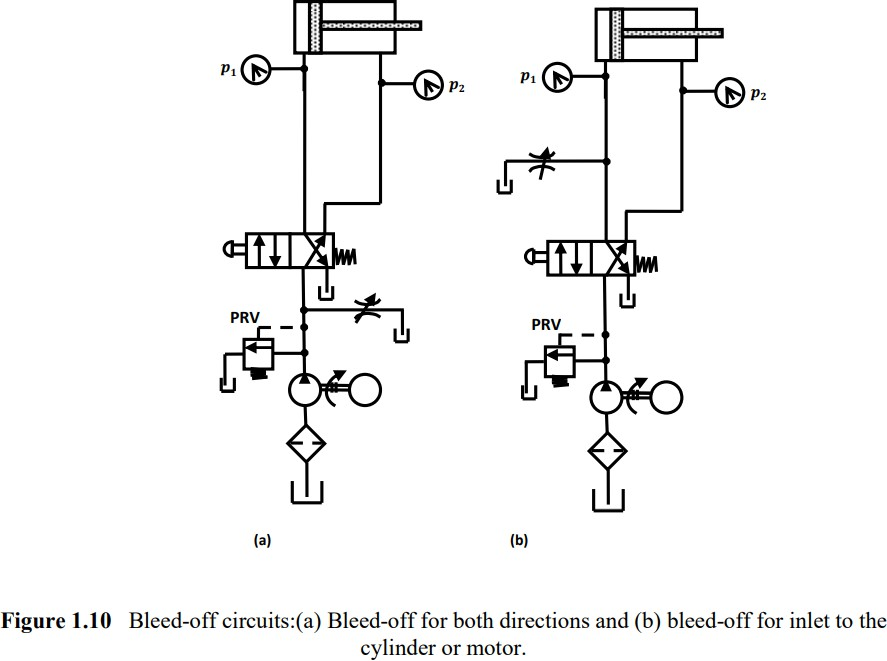 p1
p2
PRV
(a)
p1
p2
PRV
(b)
Figure 1.10 Bleed-off circuits:(a) Bleed-off for both directions and (b) bleed-off for inlet to the
cylinder or motor.